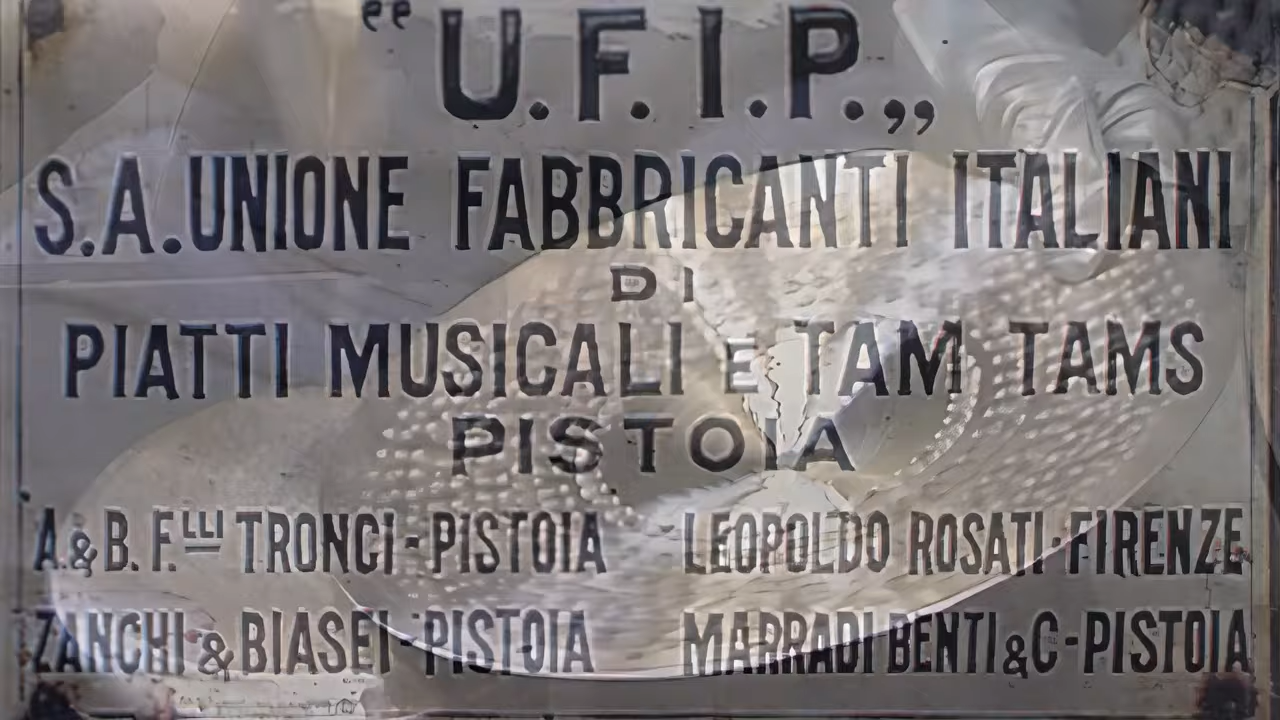 “U.F.I.P.„
S.A. UNIONE FABBRICANTI ITALIANI
DI
PIATTI MUSICALI E TAM TAMS
PISTOIA
A.&B. F.LLI TRONCI - PISTOIA LEOPOLDO ROSATI - FIRENZE
ZANCHI & BIASEI - PISTOIA MARRADI BENTI & C - PISTOIA